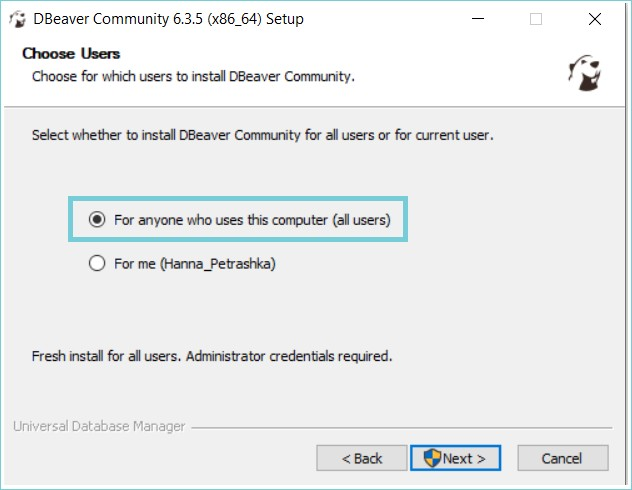 DBeaver Community 6.3.5 (x86_64) Setup
Choose Users
Choose for which users to install DBeaver Community.
Select whether to install DBeaver Community for all users or for current user.
For anyone who uses this computer (all users)
For me (Hanna_Petrashka)
Fresh install for all users. Administrator credentials required.
Universal Database Manager
< Back
Next >
Cancel